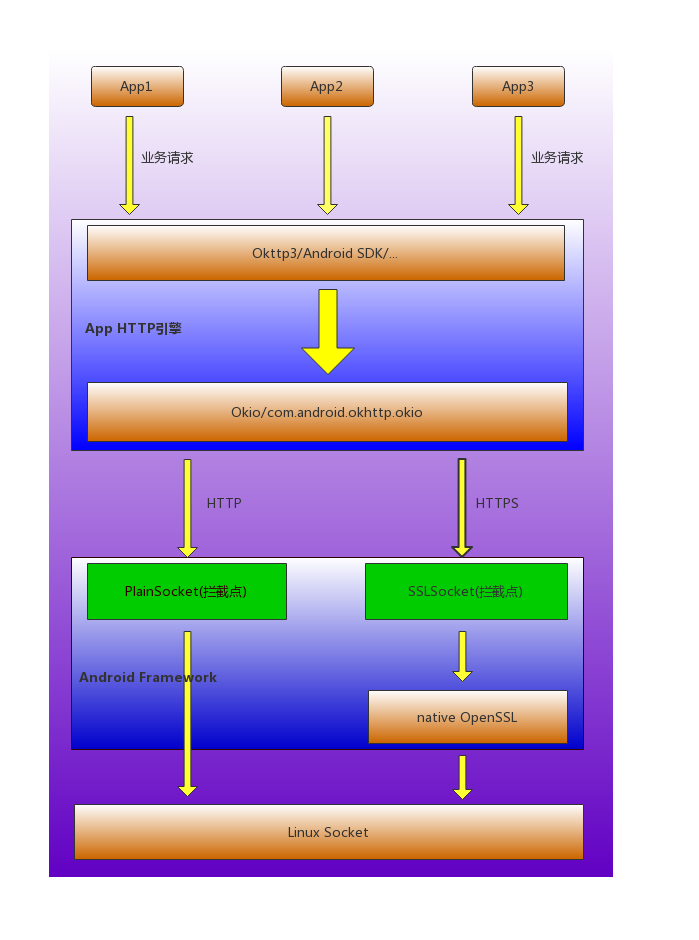 App1
App2
App3
业务请求
业务请求
Okttp3/Android SDK/...
App HTTP引擎
Okio/com.android.okhttp.okio
HTTP
HTTPS
PlainSocket(拦截点)
SSLSocket(拦截点)
Android Framework
native OpenSSL
Linux Socket